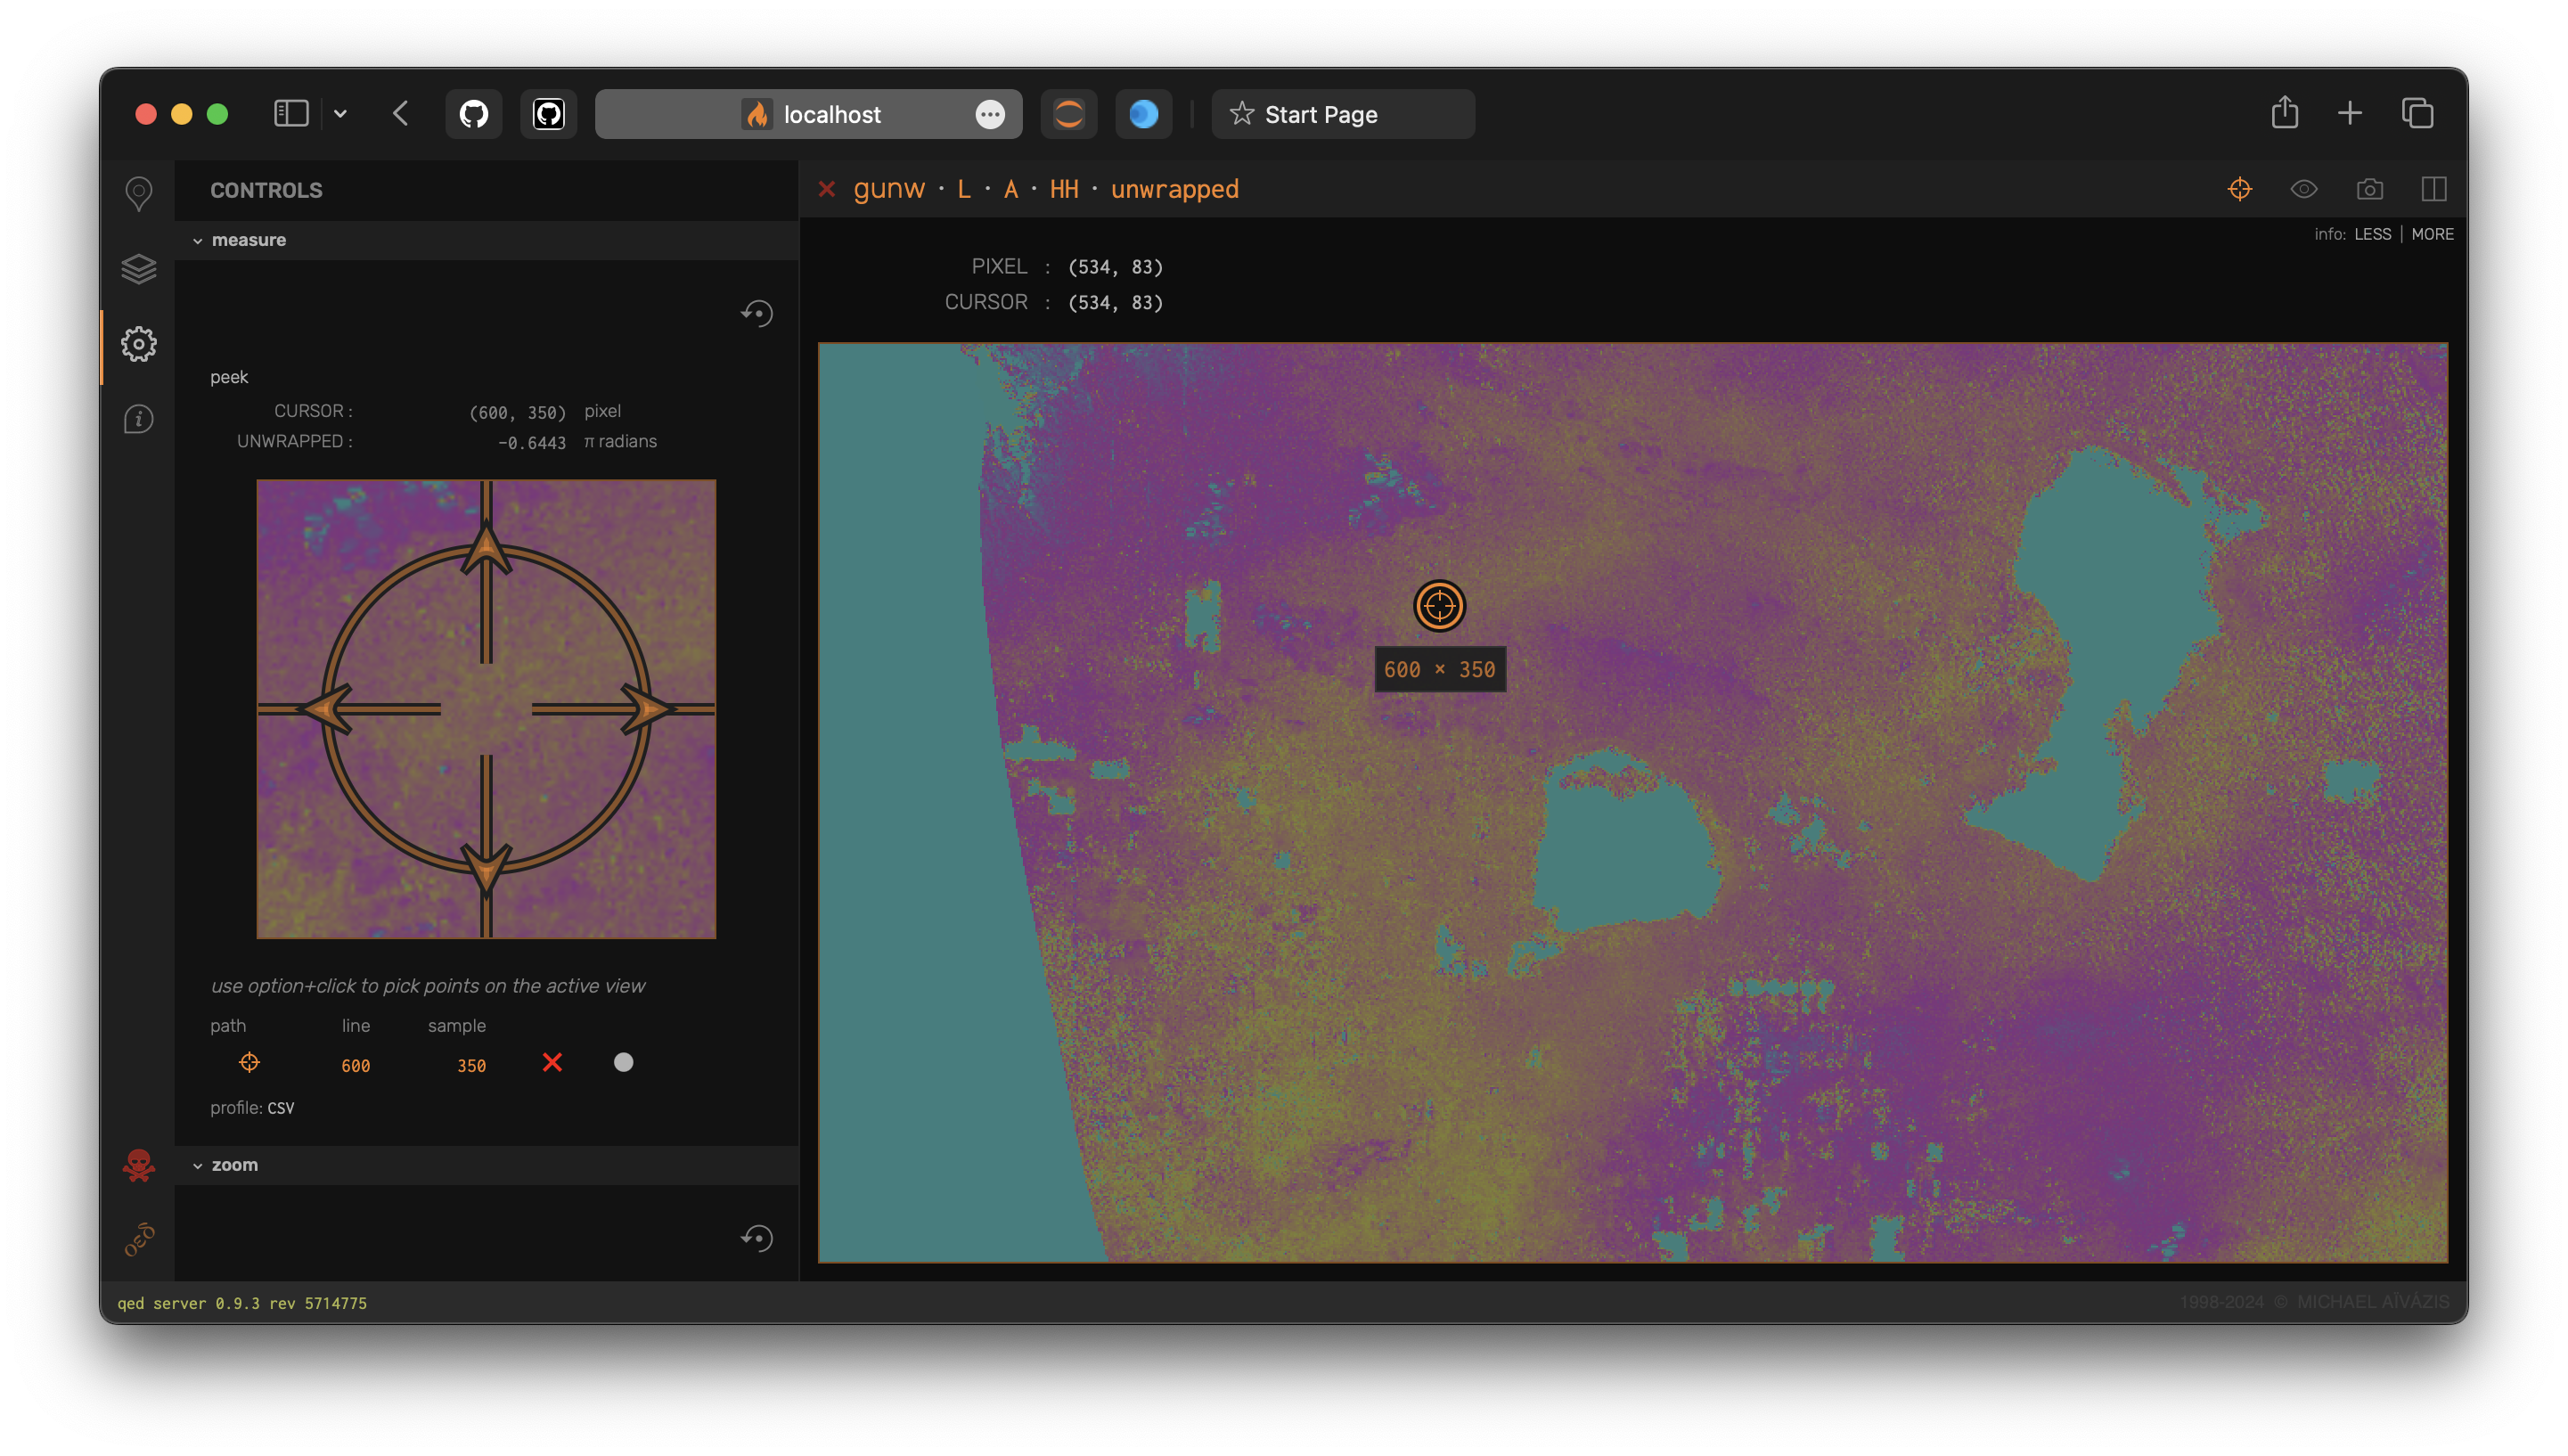 localhost
Start Page
CONTROLS
measure
peek
CURSOR : (600, 350) pixel
UNWRAPPED : -0.6443 π radians
use option+click to pick points on the active view
path line sample
600 350
profile: CSV
zoom
gunw · L · A · HH · unwrapped
info: LESS | MORE
PIXEL : (534, 83)
CURSOR : (534, 83)
600 × 350
qed server 0.9.3 rev 5714775
1998-2024 © MICHAEL AÏVÁZIS